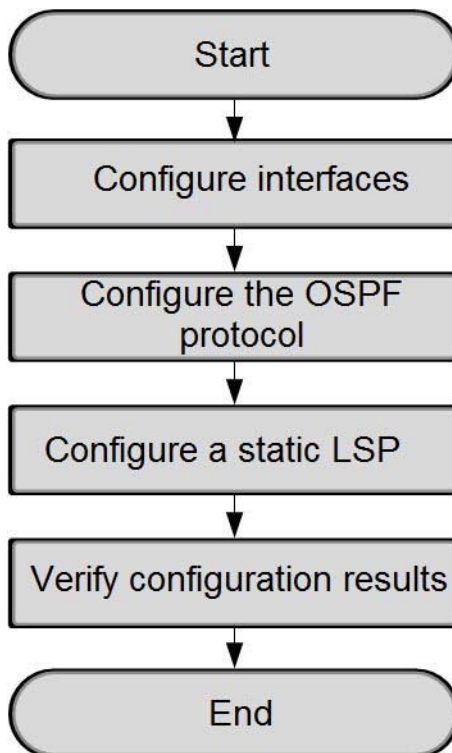 Start
Configure interfaces
Configure the OSPF
protocol
Configure a static LSP
Verify configuration results
End